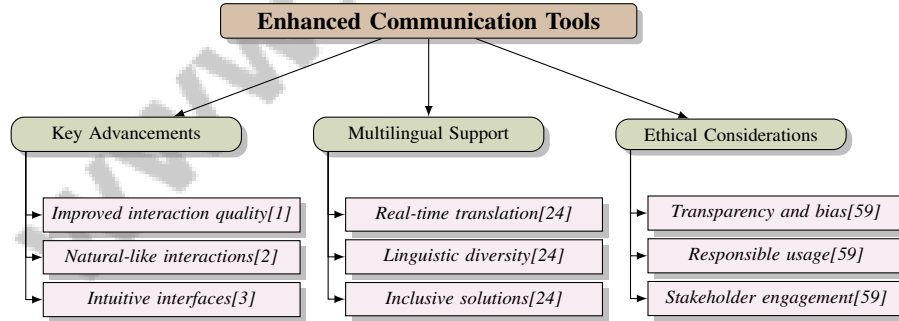 Enhanced Communication Tools
Key Advancements
Multilingual Support
Ethical Considerations
Improved interaction quality[1]
Real-time translation[24]
Transparency and bias[59]
Natural-like interactions[2]
Linguistic diversity[24]
Responsible usage[59]
Intuitive interfaces[3]
Inclusive solutions[24]
Stakeholder engagement[59]
www